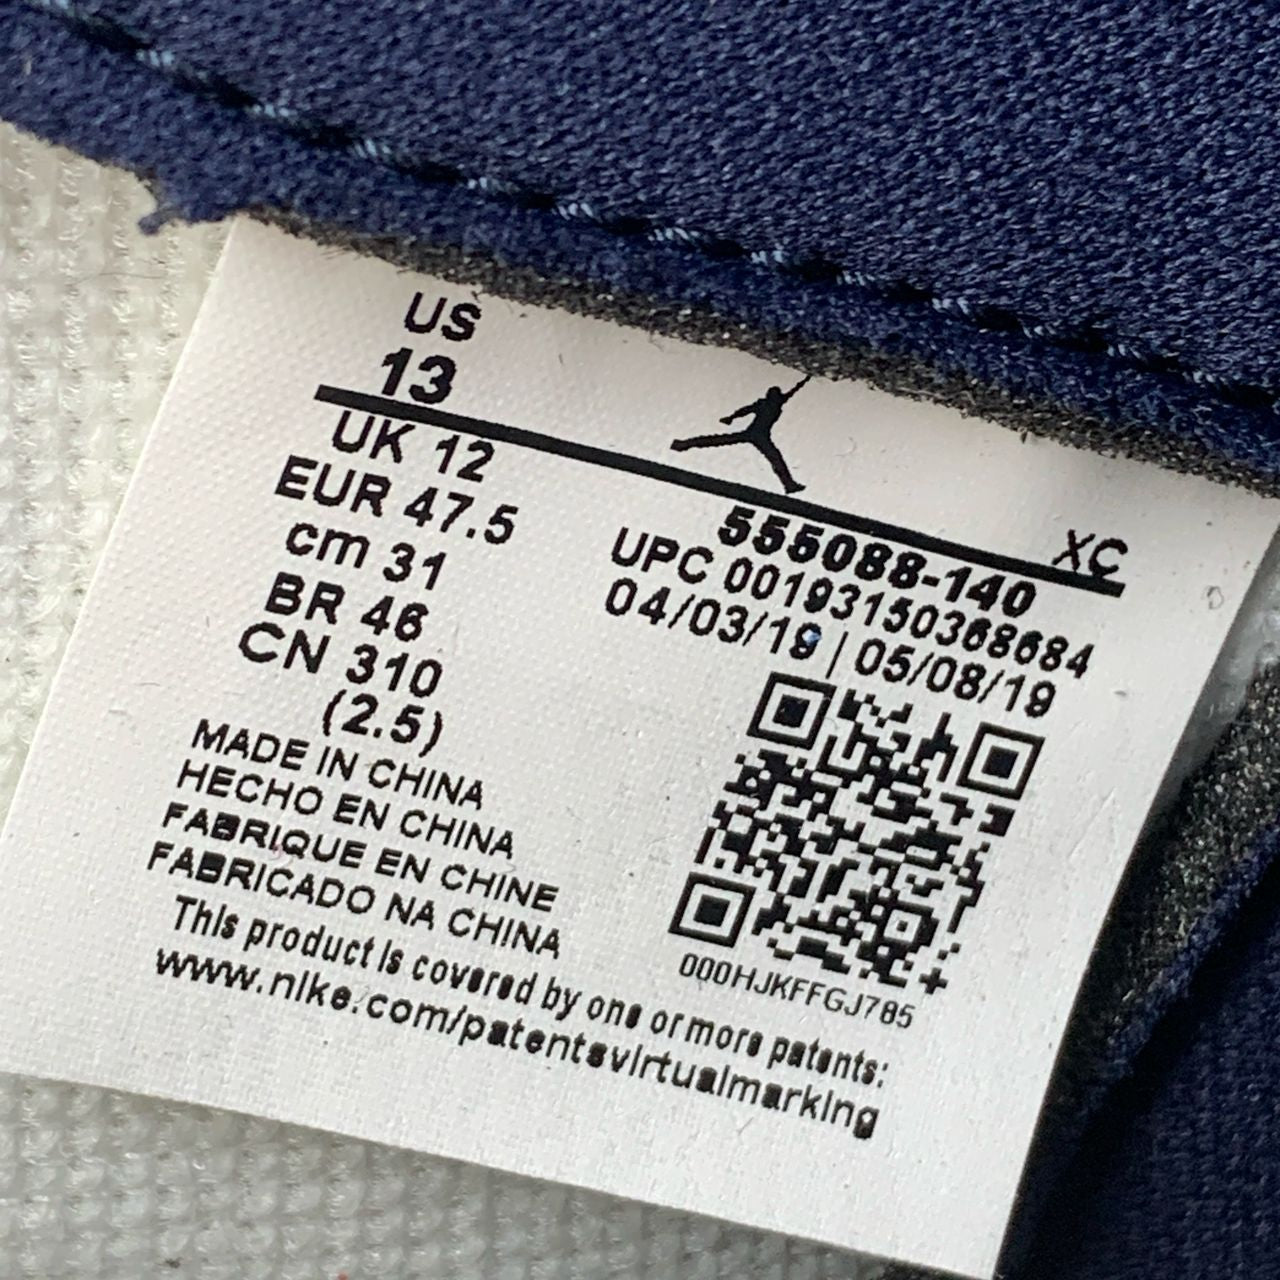 US
13
UK 12
EUR 47.5
cm 31
BR 46
CN 310
(2.5)
XC
555088-140
UPC 00193150368684
04/03/19 | 05/08/19
000HJKFFGJ785
MADE IN CHINA
HECHO EN CHINA
FABRIQUE EN CHINE
FABRICADO NA CHINA
This product is covered by one or more patents:
www.nike.com/patentsvirtualmarking